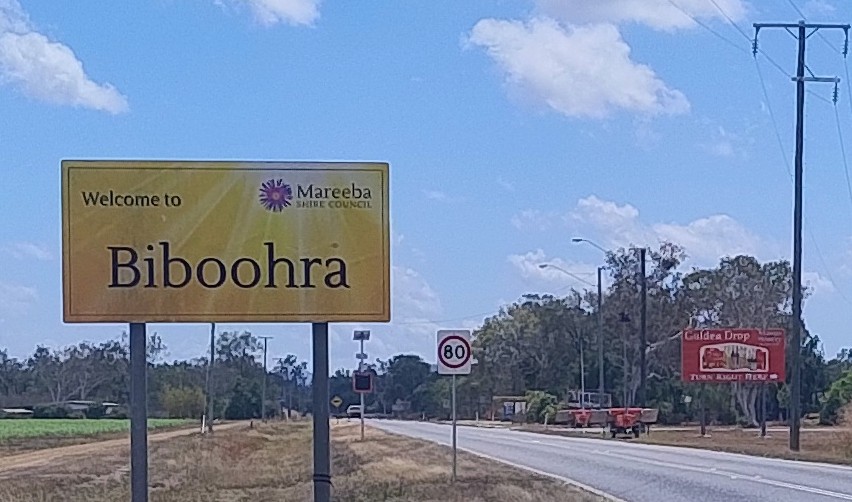 Welcome to
Mareeba
SHIRE COUNCIL
Biboohra
80
Golden Drop
TURN RIGHT HERE